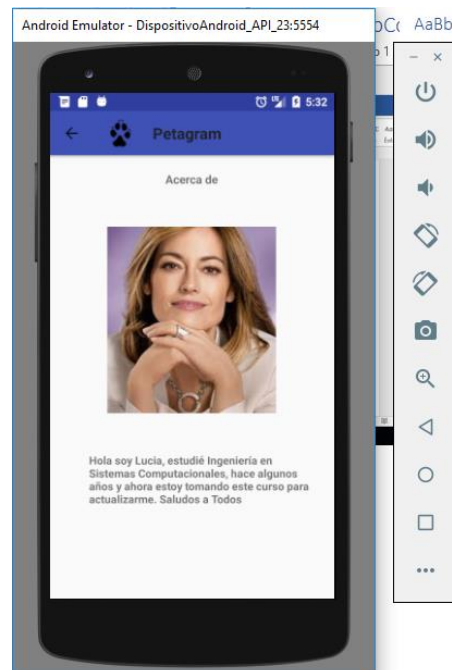 Android Emulator - DispositivoAndroid_API_23:5554
AaBb
5:32
Petagram
Acerca de
Hola soy Lucia, estudié Ingeniería en
Sistemas Computacionales, hace algunos
años y ahora estoy tomando este curso para
actualizarme. Saludos a Todos